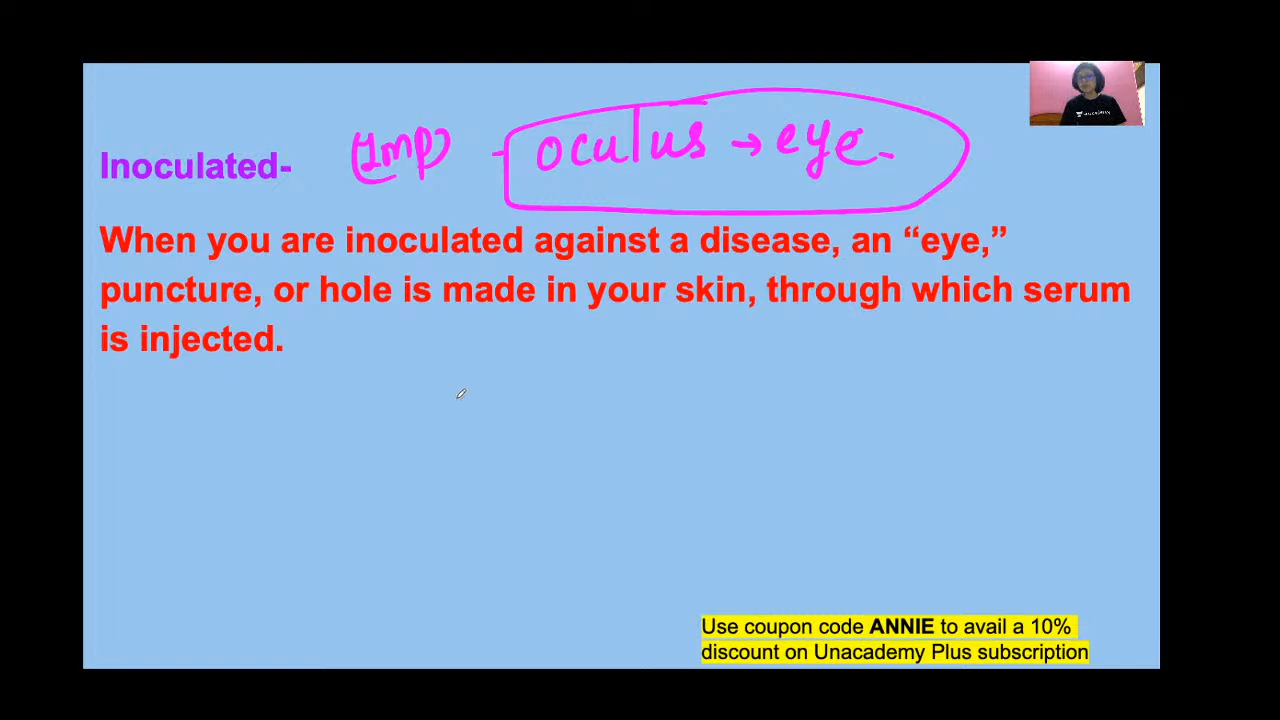 Inoculated- (Imp) - oculus → eye -
When you are inoculated against a disease, an “eye,”
puncture, or hole is made in your skin, through which serum
is injected.
Use coupon code ANNIE to avail a 10%
discount on Unacademy Plus subscription